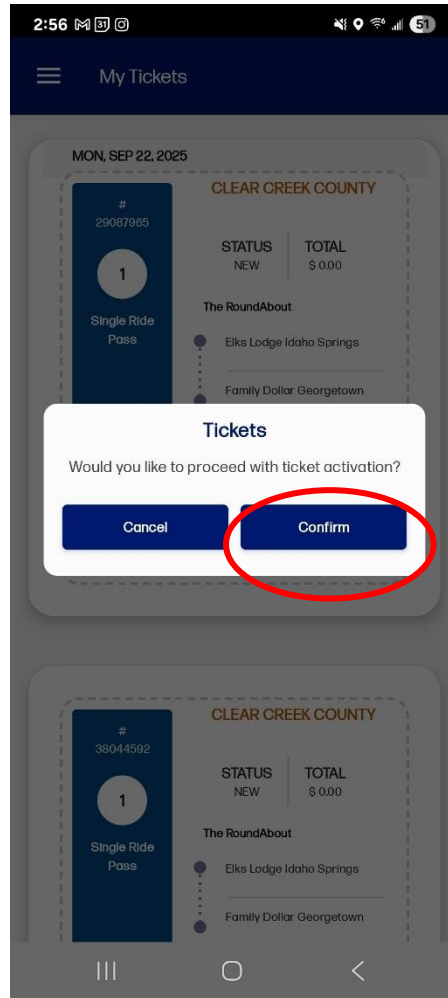 2:56 31 51
My Tickets
MON, SEP 22, 2025
CLEAR CREEK COUNTY
#
29087965
STATUS TOTAL
NEW $ 0.00
1
The RoundAbout
Single Ride
Pass
Elks Lodge Idaho Springs
Family Dollar Georgetown
Tickets
Would you like to proceed with ticket activation?
Cancel Confirm
CLEAR CREEK COUNTY
#
38044592
STATUS TOTAL
NEW $ 0.00
1
The RoundAbout
Single Ride
Pass
Elks Lodge Idaho Springs
Family Dollar Georgetown